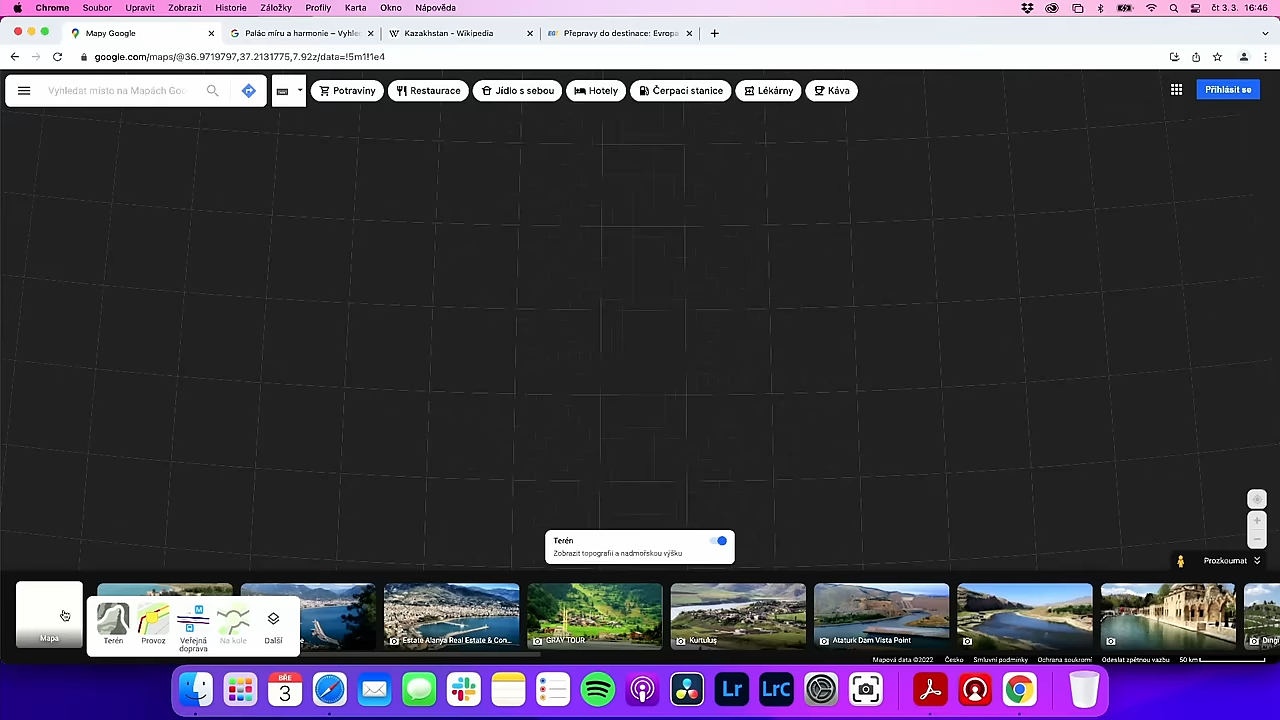 Chrome Soubor Upravit Zobrazit Historie Záložky Profily Karta Okno Nápověda
čt 3.3. 16:46
Mapy Google
Palác míru a harmonie – Vyhle
Kazakhstan - Wikipedia
Přepravy do destinace: Evropa
google.com/maps/@36.9719797,37.2131775,7.92z/data=!5m1!1e4
Vyhledat místo na Mapách Goo
Potraviny
Restaurace
Jídlo s sebou
Hotely
Čerpací stanice
Lékárny
Káva
Přihlásit se
Terén
Zobrazit topografii a nadmořskou výšku
Prozkoumat
Mapa
Terén
Provoz
Veřejná doprava
Na kole
Další
Estate Alanya Real Estate & Con...
GRAV TOUR
Kurtuluş
Ataturk Dam Vista Point
Dingi
Mapová data ©2022 Česko Smluvní podmínky Ochrana soukromí Odeslat zpětnou vazbu 50 km
BŘE
3
Lr
LrC